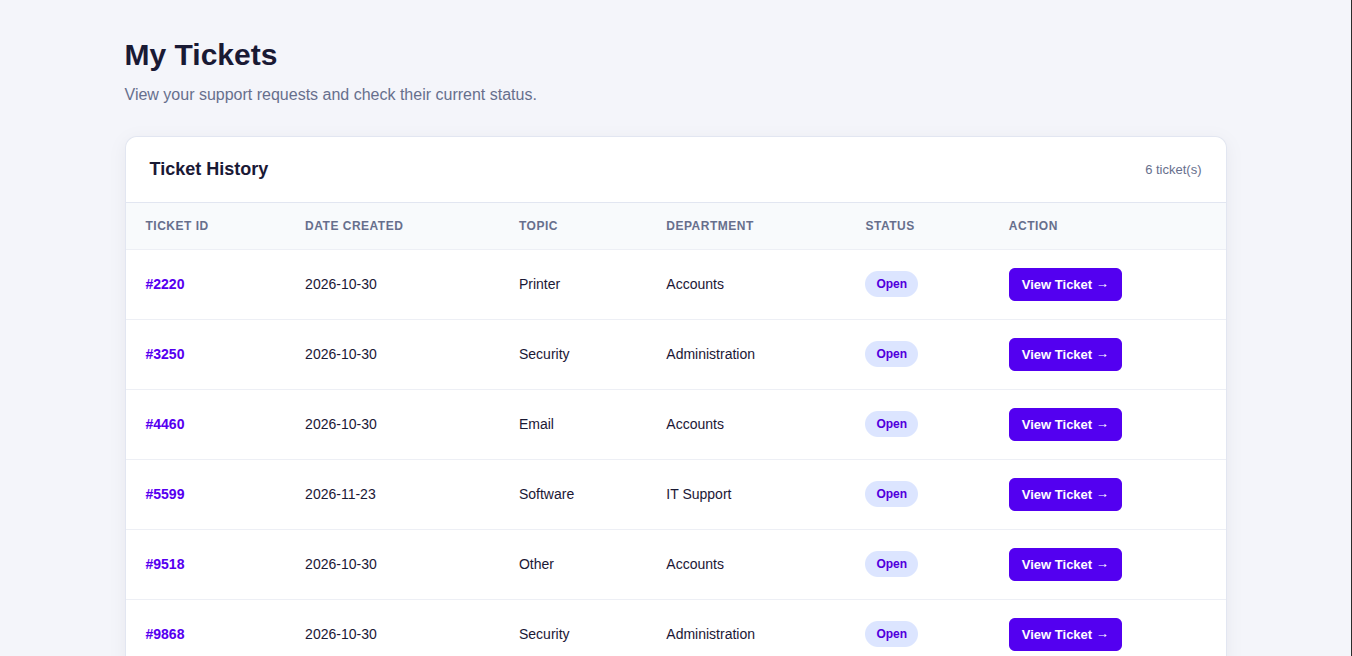 My Tickets
View your support requests and check their current status.
Ticket History 6 ticket(s)
TICKET ID DATE CREATED TOPIC DEPARTMENT STATUS ACTION
#2220 2026-10-30 Printer Accounts Open View Ticket →
#3250 2026-10-30 Security Administration Open View Ticket →
#4460 2026-10-30 Email Accounts Open View Ticket →
#5599 2026-11-23 Software IT Support Open View Ticket →
#9518 2026-10-30 Other Accounts Open View Ticket →
#9868 2026-10-30 Security Administration Open View Ticket →